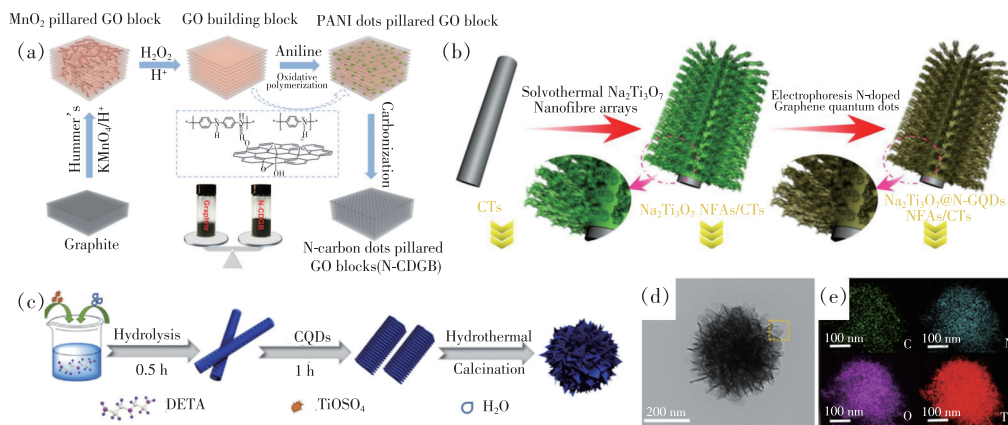 MnO₂ pillared GO block
GO building block
PANI dots pillared GO block
(a)
H₂O₂
H⁺
Aniline
Oxidative
polymerization
Hummer's
KMnO₄/H⁺
Carbonization
OH
Graphite
N-CDGB
Graphite
N-carbon dots pillared
GO blocks(N-CDGB)
(b)
Solvothermal Na₂Ti₃O₇
Nanofibre arrays
Electrophoresis N-doped
Graphene quantum dots
CTs
Na₂Ti₃O₇ NFAs/CTs
Na₂Ti₃O₇@N-GQDs
NFAs/CTs
(c)
Hydrolysis
0.5 h
CQDs
1 h
Hydrothermal
Calcination
DETA
TiOSO₄
H₂O
(d)
200 nm
(e)
100 nm
C
100 nm
N
100 nm
O
100 nm
T